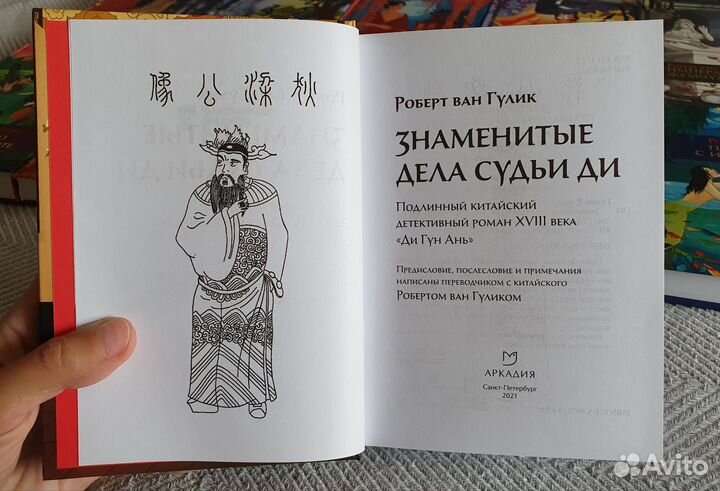 像公梁狄
Роберт ван Гулик
ЗНАМЕНИТЫЕ
ДЕЛА СУДЬИ ДИ
Подлинный китайский
детективный роман XVIII века
«Ди Гун Ань»
Предисловие, послесловие и примечания
написаны переводчиком с китайского
Робертом ван Гуликом
АРКАДИЯ
Санкт-Петербург
2021
Avito